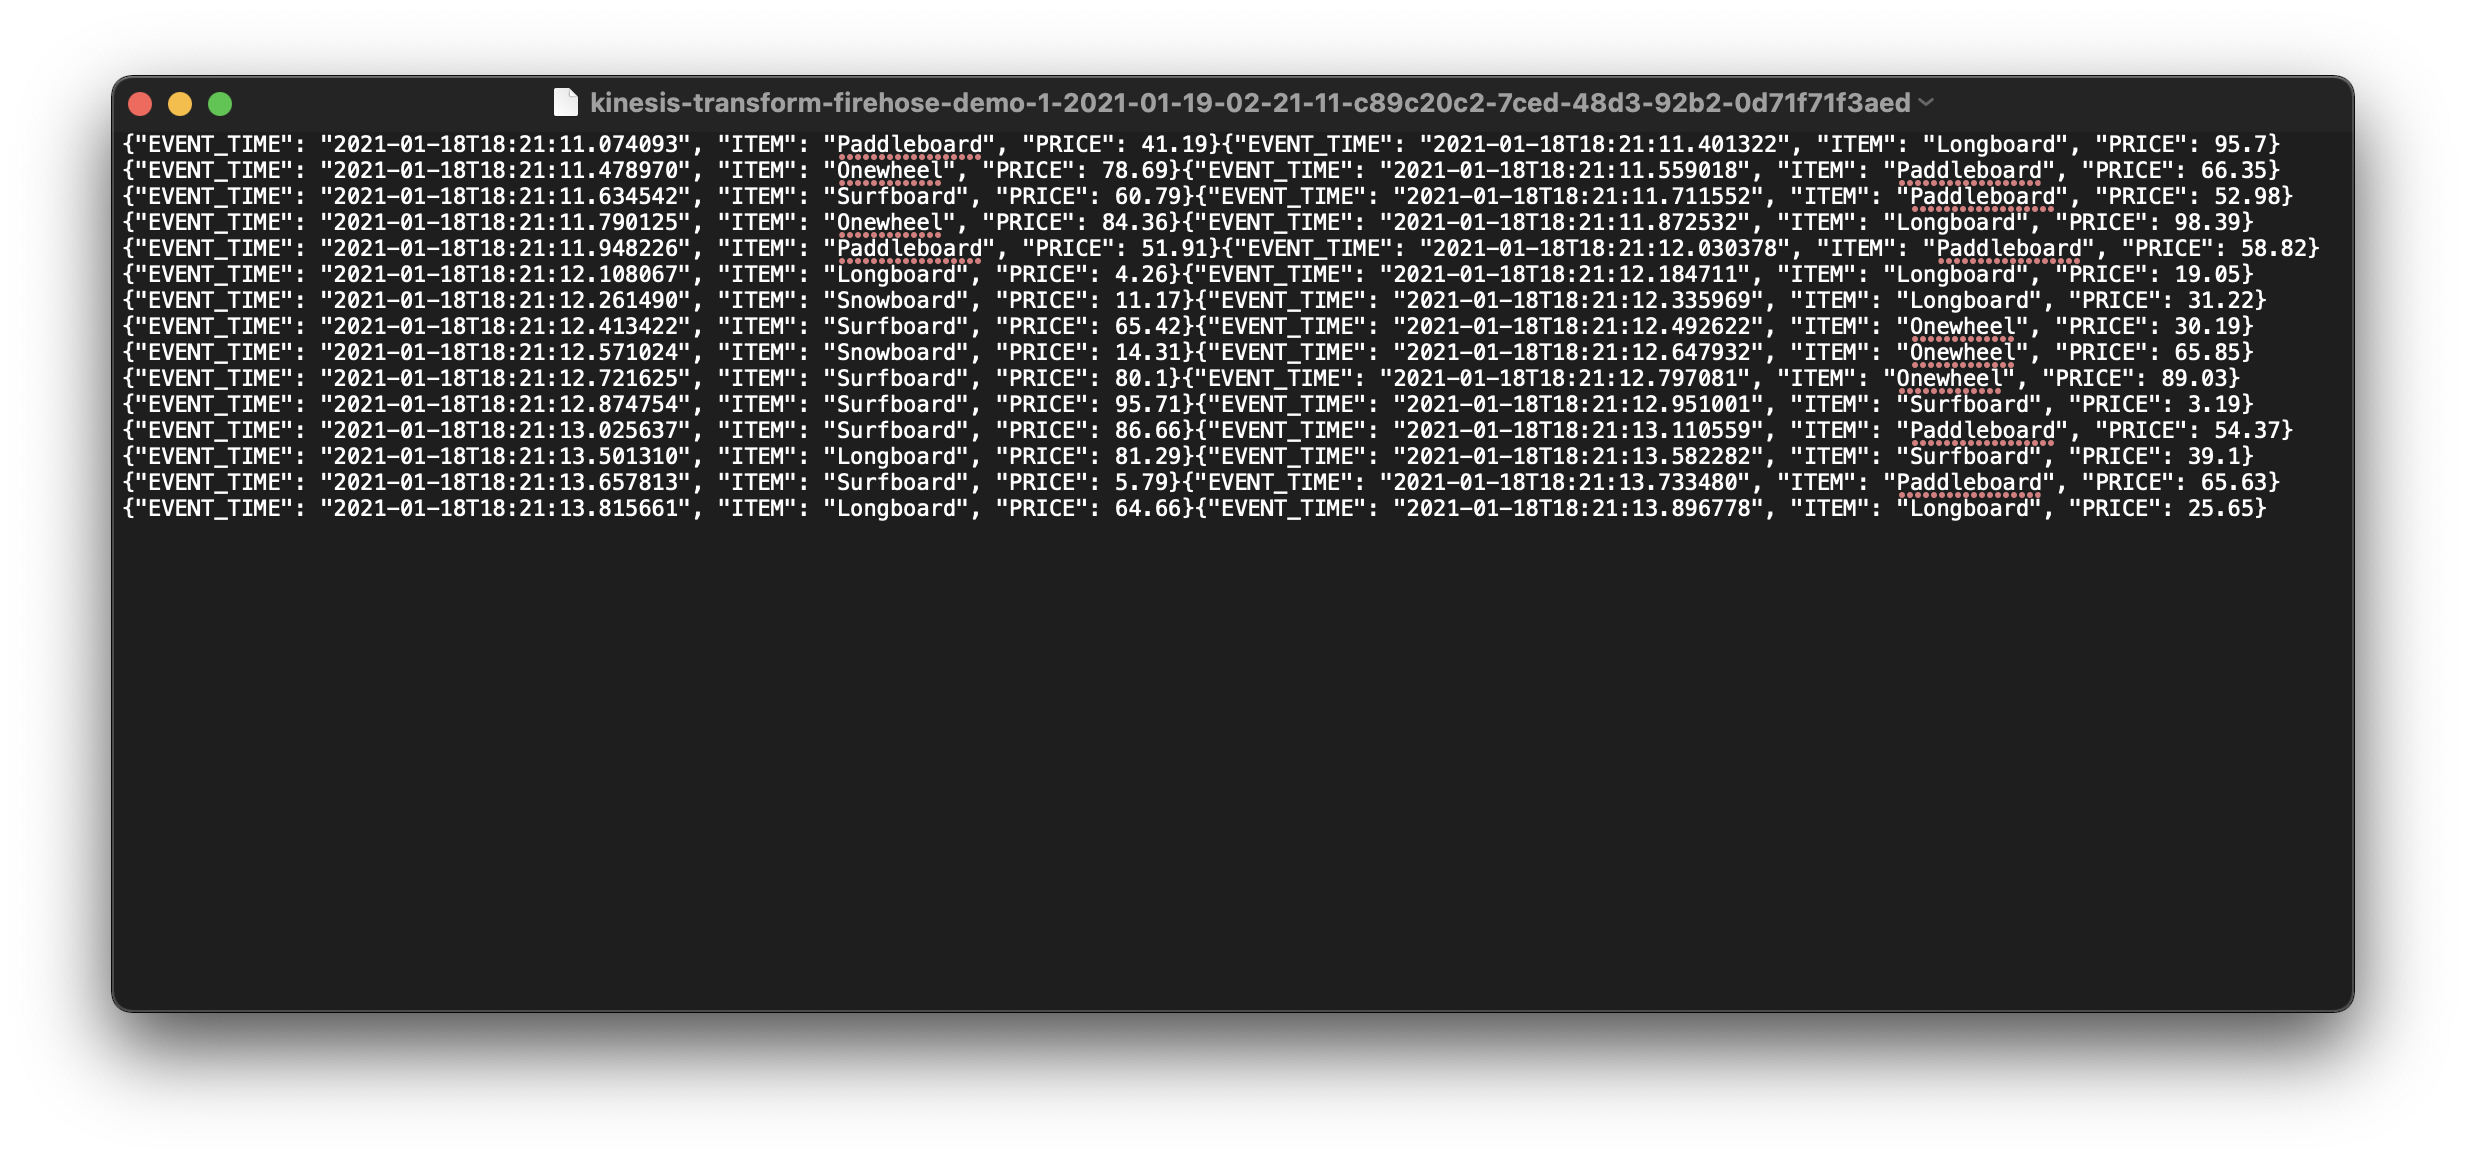 kinesis-transform-firehose-demo-1-2021-01-19-02-21-11-c89c20c2-7ced-48d3-92b2-0d71f71f3aed
{"EVENT_TIME": "2021-01-18T18:21:11.074093", "ITEM": "Paddleboard", "PRICE": 41.19}{"EVENT_TIME": "2021-01-18T18:21:11.401322", "ITEM": "Longboard", "PRICE": 95.7}
{"EVENT_TIME": "2021-01-18T18:21:11.478970", "ITEM": "Onewheel", "PRICE": 78.69}{"EVENT_TIME": "2021-01-18T18:21:11.559018", "ITEM": "Paddleboard", "PRICE": 66.35}
{"EVENT_TIME": "2021-01-18T18:21:11.634542", "ITEM": "Surfboard", "PRICE": 60.79}{"EVENT_TIME": "2021-01-18T18:21:11.711552", "ITEM": "Paddleboard", "PRICE": 52.98}
{"EVENT_TIME": "2021-01-18T18:21:11.790125", "ITEM": "Onewheel", "PRICE": 84.36}{"EVENT_TIME": "2021-01-18T18:21:11.872532", "ITEM": "Longboard", "PRICE": 98.39}
{"EVENT_TIME": "2021-01-18T18:21:11.948226", "ITEM": "Paddleboard", "PRICE": 51.91}{"EVENT_TIME": "2021-01-18T18:21:12.030378", "ITEM": "Paddleboard", "PRICE": 58.82}
{"EVENT_TIME": "2021-01-18T18:21:12.108067", "ITEM": "Longboard", "PRICE": 4.26}{"EVENT_TIME": "2021-01-18T18:21:12.184711", "ITEM": "Longboard", "PRICE": 19.05}
{"EVENT_TIME": "2021-01-18T18:21:12.261490", "ITEM": "Snowboard", "PRICE": 11.17}{"EVENT_TIME": "2021-01-18T18:21:12.335969", "ITEM": "Longboard", "PRICE": 31.22}
{"EVENT_TIME": "2021-01-18T18:21:12.413422", "ITEM": "Surfboard", "PRICE": 65.42}{"EVENT_TIME": "2021-01-18T18:21:12.492622", "ITEM": "Onewheel", "PRICE": 30.19}
{"EVENT_TIME": "2021-01-18T18:21:12.571024", "ITEM": "Snowboard", "PRICE": 14.31}{"EVENT_TIME": "2021-01-18T18:21:12.647932", "ITEM": "Onewheel", "PRICE": 65.85}
{"EVENT_TIME": "2021-01-18T18:21:12.721625", "ITEM": "Surfboard", "PRICE": 80.1}{"EVENT_TIME": "2021-01-18T18:21:12.797081", "ITEM": "Onewheel", "PRICE": 89.03}
{"EVENT_TIME": "2021-01-18T18:21:12.874754", "ITEM": "Surfboard", "PRICE": 95.71}{"EVENT_TIME": "2021-01-18T18:21:12.951001", "ITEM": "Surfboard", "PRICE": 3.19}
{"EVENT_TIME": "2021-01-18T18:21:13.025637", "ITEM": "Surfboard", "PRICE": 86.66}{"EVENT_TIME": "2021-01-18T18:21:13.110559", "ITEM": "Paddleboard", "PRICE": 54.37}
{"EVENT_TIME": "2021-01-18T18:21:13.501310", "ITEM": "Longboard", "PRICE": 81.29}{"EVENT_TIME": "2021-01-18T18:21:13.582282", "ITEM": "Surfboard", "PRICE": 39.1}
{"EVENT_TIME": "2021-01-18T18:21:13.657813", "ITEM": "Surfboard", "PRICE": 5.79}{"EVENT_TIME": "2021-01-18T18:21:13.733480", "ITEM": "Paddleboard", "PRICE": 65.63}
{"EVENT_TIME": "2021-01-18T18:21:13.815661", "ITEM": "Longboard", "PRICE": 64.66}{"EVENT_TIME": "2021-01-18T18:21:13.896778", "ITEM": "Longboard", "PRICE": 25.65}